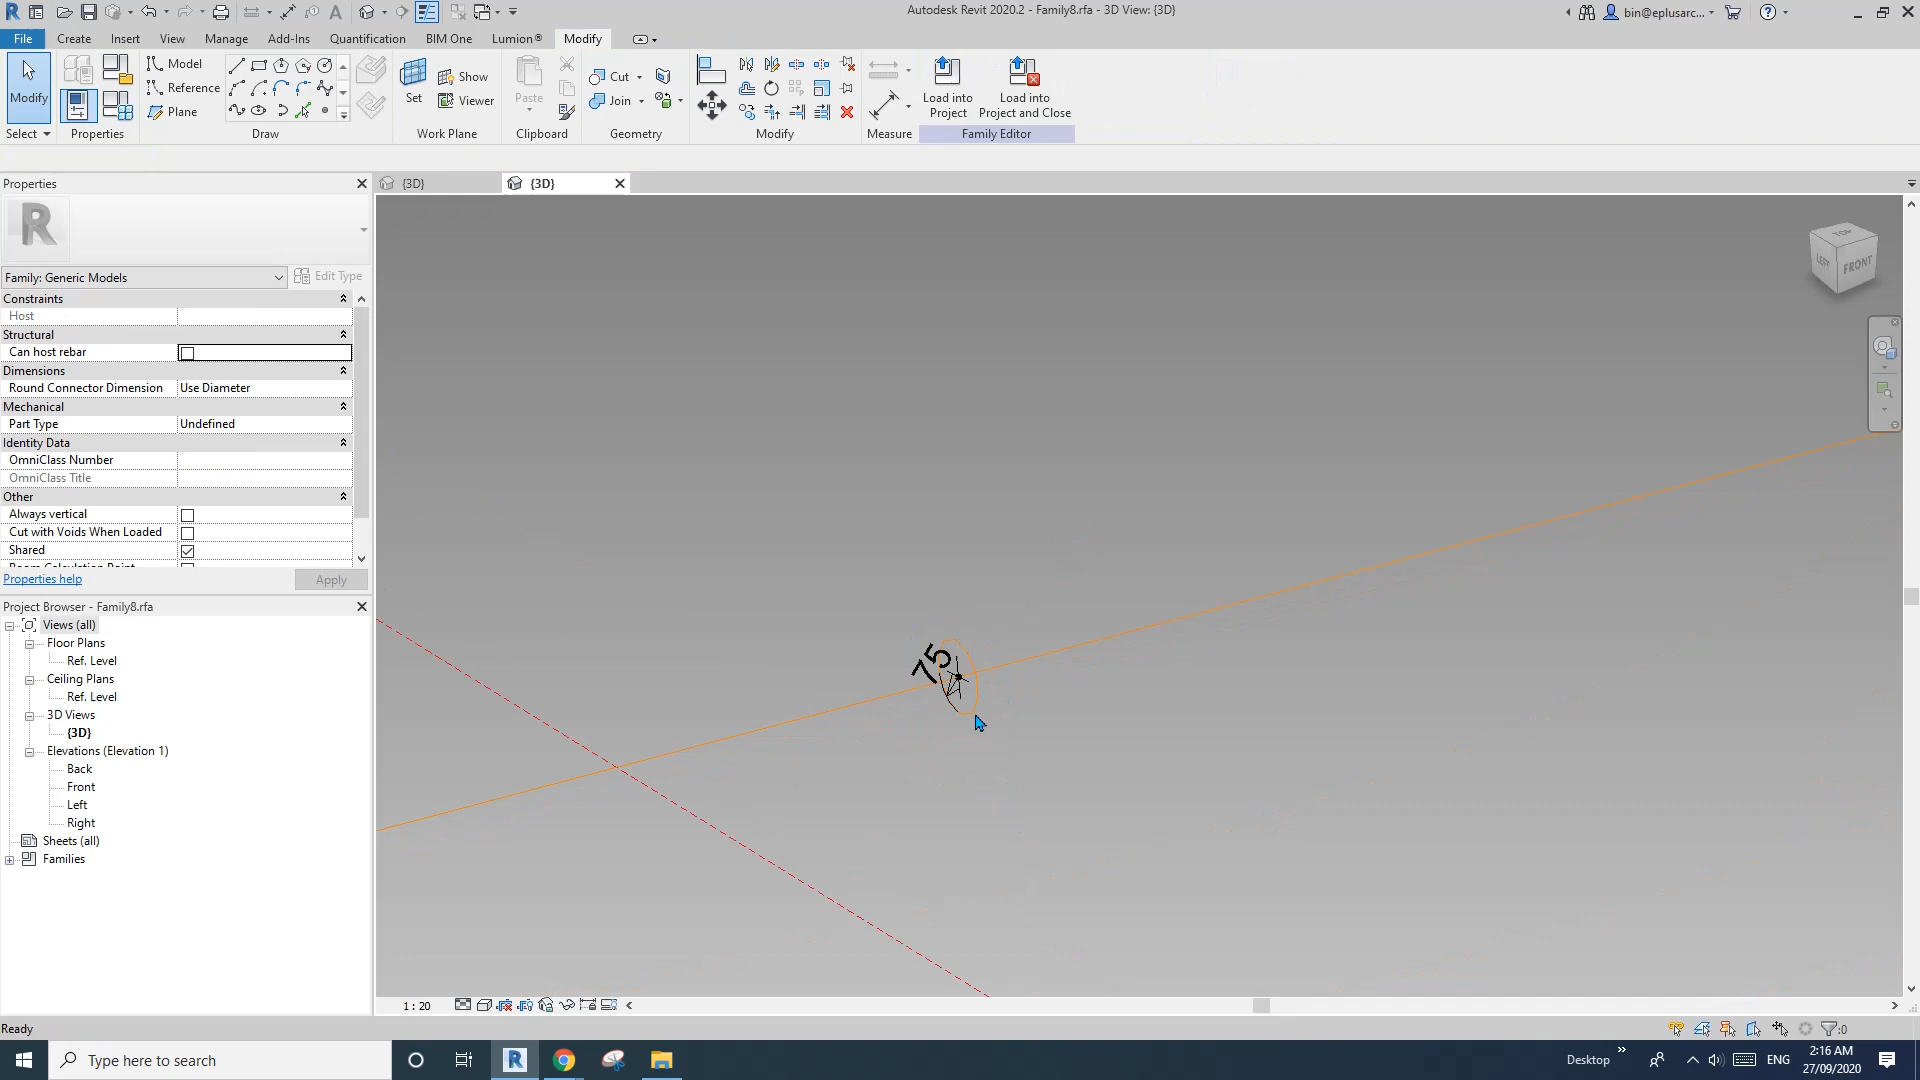 Autodesk Revit 2020.2 - Family8.rfa - 3D View: {3D}
bin@eplusarc...
File Create Insert View Manage Add-Ins Quantification BIM One Lumion® Modify
Modify
Select
Properties
Model
Reference
Plane
Draw
Set
Show
Viewer
Work Plane
Paste
Clipboard
Cut
Join
Geometry
Modify
Measure
Load into
Project
Load into
Project and Close
Family Editor
Properties
{3D}
{3D}
R
Family: Generic Models
Edit Type
Constraints
Host
Structural
Can host rebar
Dimensions
Round Connector Dimension Use Diameter
Mechanical
Part Type Undefined
Identity Data
OmniClass Number
OmniClass Title
Other
Always vertical
Cut with Voids When Loaded
Shared
Properties help
Apply
Project Browser - Family8.rfa
Views (all)
Floor Plans
Ref. Level
Ceiling Plans
Ref. Level
3D Views
{3D}
Elevations (Elevation 1)
Back
Front
Left
Right
Sheets (all)
Families
TOP
LEFT
FRONT
75
1 : 20
Ready
:0
Type here to search
Desktop
ENG
2:16 AM
27/09/2020